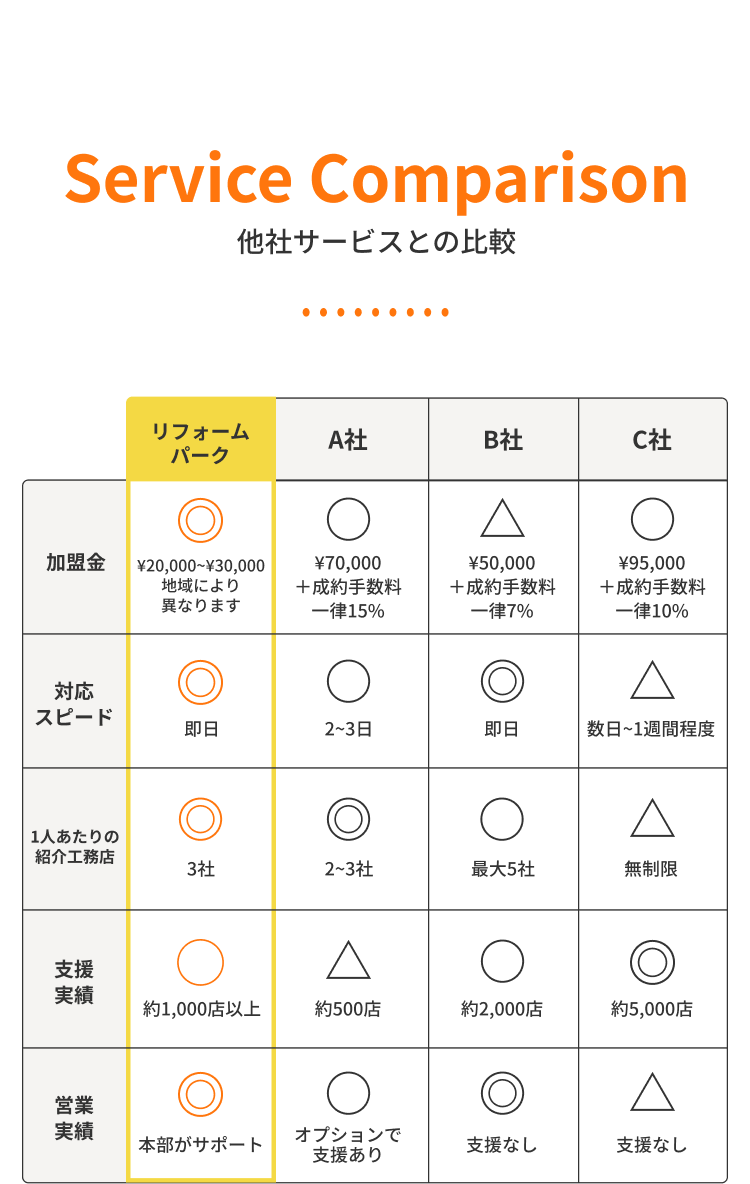 Service Comparison
他社サービスとの比較
リフォーム
パーク
A社
B社
C社
加盟金
◎
○
△
○
¥20,000~¥30,000
地域により
異なります
¥70,000
＋成約手数料
一律15%
¥50,000
＋成約手数料
一律7%
¥95,000
＋成約手数料
一律10%
対応
スピード
◎
○
◎
△
即日
2~3日
即日
数日~1週間程度
1人あたりの
紹介工務店
◎
◎
○
△
3社
2~3社
最大5社
無制限
支援
実績
○
△
○
◎
約1,000店以上
約500店
約2,000店
約5,000店
営業
実績
◎
○
◎
△
本部がサポート
オプションで
支援あり
支援なし
支援なし